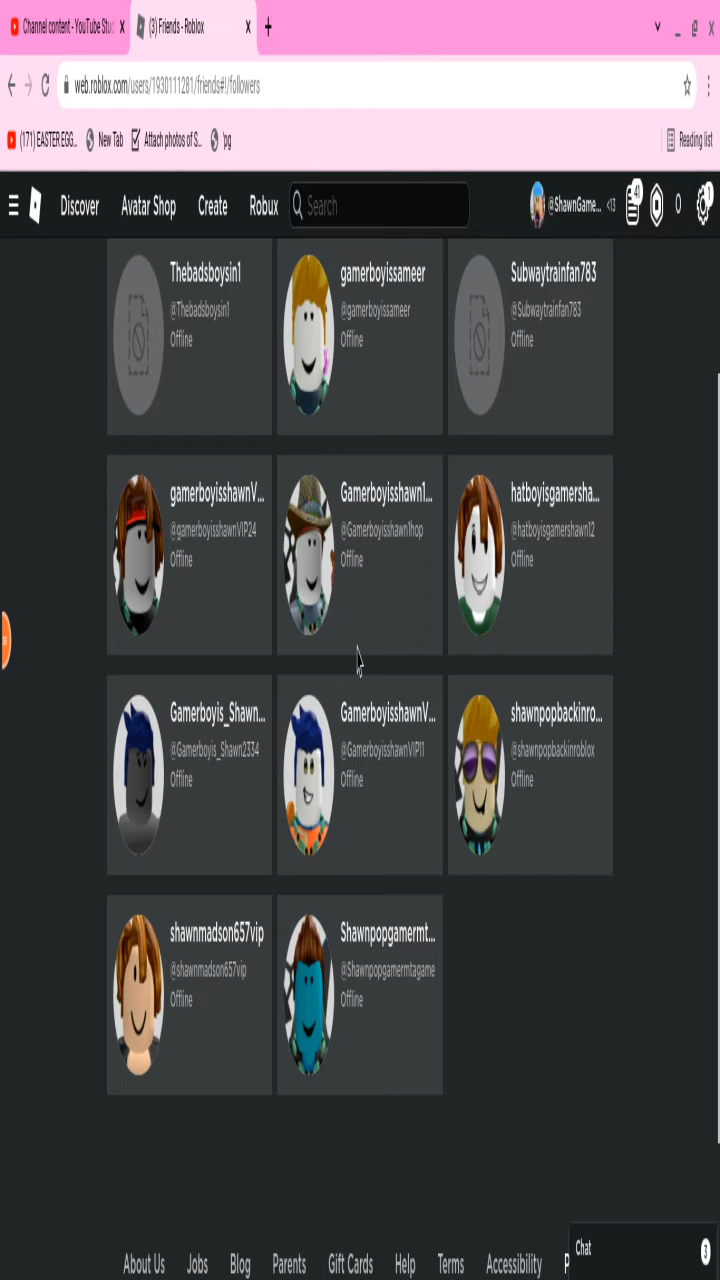 Channel content - YouTube Stu
(3) Friends - Roblox
web.roblox.com/users/1930111281/friends#!/followers
(171) EASTER EGG... New Tab Attach photos of S... 'pg Reading list
Discover Avatar Shop Create Robux Search @ShawnGame... <13 41 0 1
Thebadsboysin1
@Thebadsboysin1
Offline
gamerboyissameer
@gamerboyissameer
Offline
Subwaytrainfan783
@Subwaytrainfan783
Offline
gamerboyisshawnV...
@gamerboyisshawnVIP24
Offline
Gamerboyisshawn1...
@Gamerboyisshawn1hop
Offline
hatboyisgamersha...
@hatboyisgamershawn12
Offline
Gamerboyis_Shawn...
@Gamerboyis_Shawn2334
Offline
GamerboyisshawnV...
@GamerboyisshawnVIP11
Offline
shawnpopbackinro...
@shawnpopbackinroblox
Offline
shawnmadson657vip
@shawnmadson657vip
Offline
Shawnpopgamermt...
@Shawnpopgamermtagame
Offline
Chat 3
About Us Jobs Blog Parents Gift Cards Help Terms Accessibility P